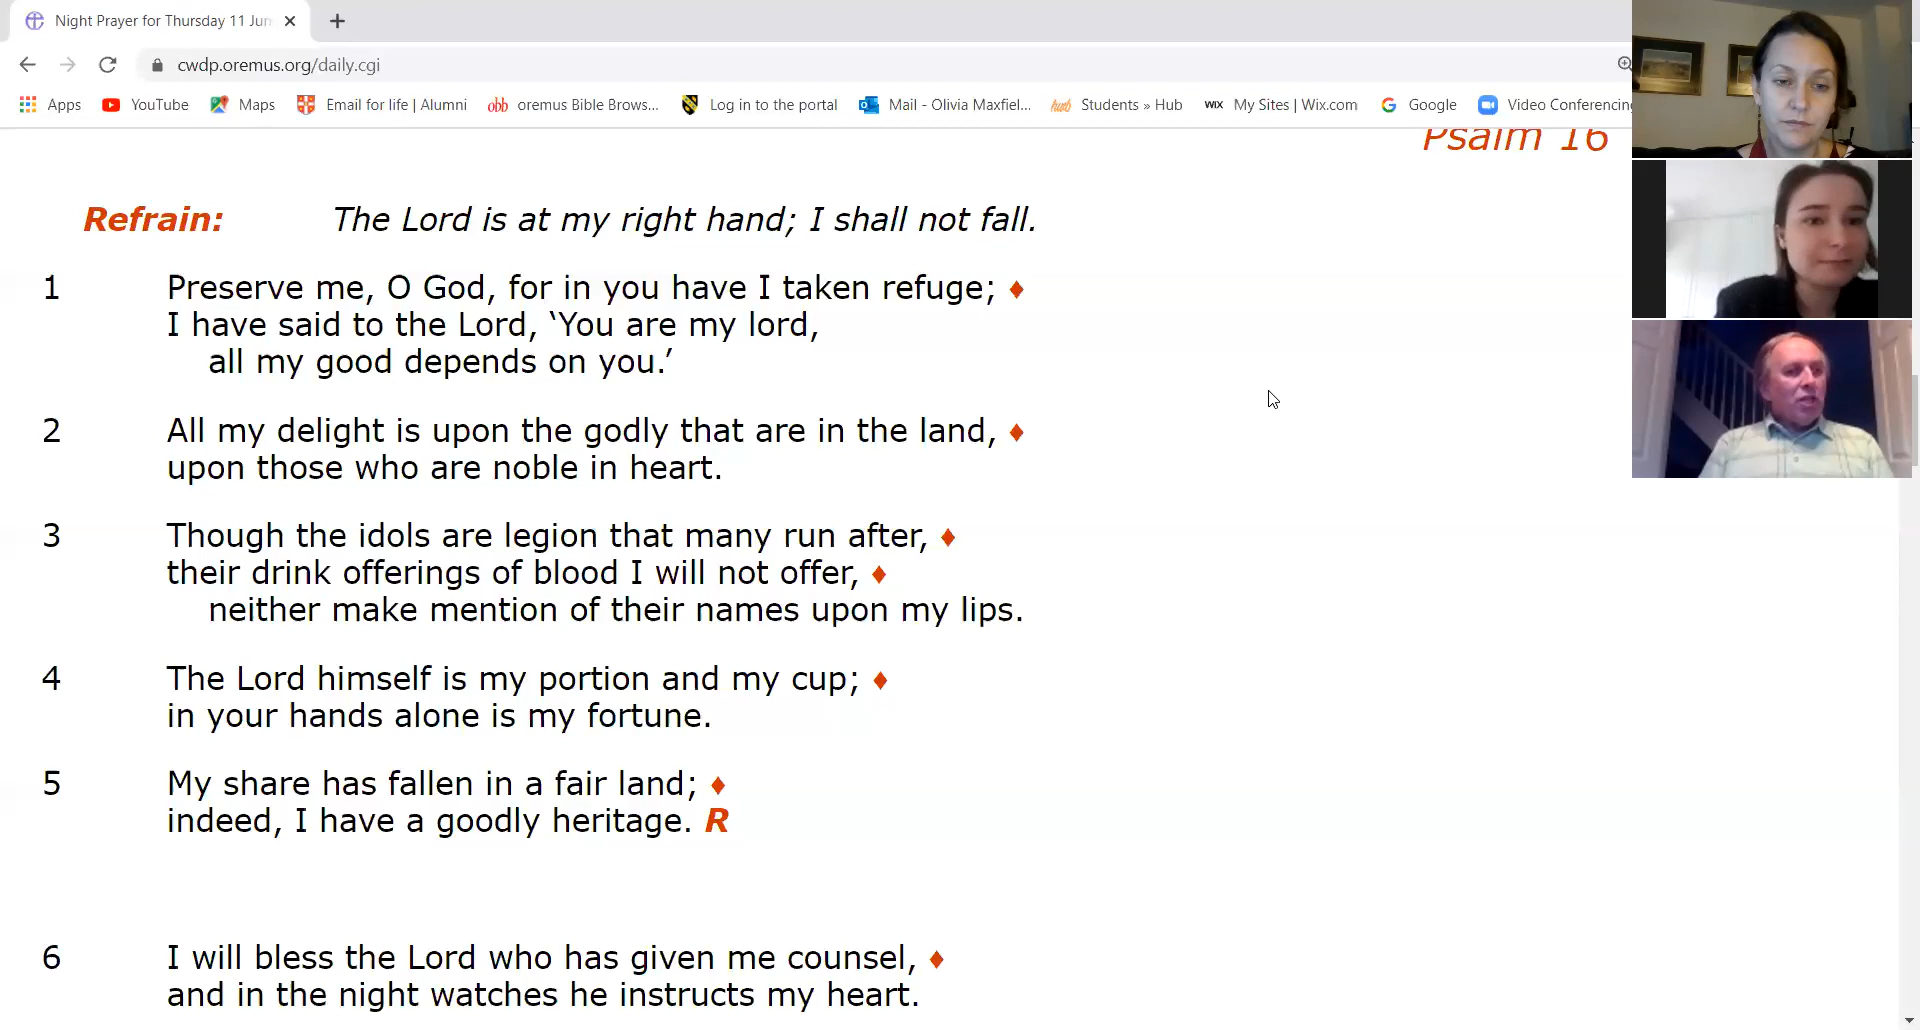 Night Prayer for Thursday 11 Jun
cwdp.oremus.org/daily.cgi
Apps YouTube Maps Email for life | Alumni oremus Bible Brows... Log in to the portal Mail - Olivia Maxfiel... Students » Hub My Sites | Wix.com Google Video Conferencing
Psalm 16
Refrain: The Lord is at my right hand; I shall not fall.
1 Preserve me, O God, for in you have I taken refuge; ♦
I have said to the Lord, ‘You are my lord,
all my good depends on you.’
2 All my delight is upon the godly that are in the land, ♦
upon those who are noble in heart.
3 Though the idols are legion that many run after, ♦
their drink offerings of blood I will not offer, ♦
neither make mention of their names upon my lips.
4 The Lord himself is my portion and my cup; ♦
in your hands alone is my fortune.
5 My share has fallen in a fair land; ♦
indeed, I have a goodly heritage. R
6 I will bless the Lord who has given me counsel, ♦
and in the night watches he instructs my heart.